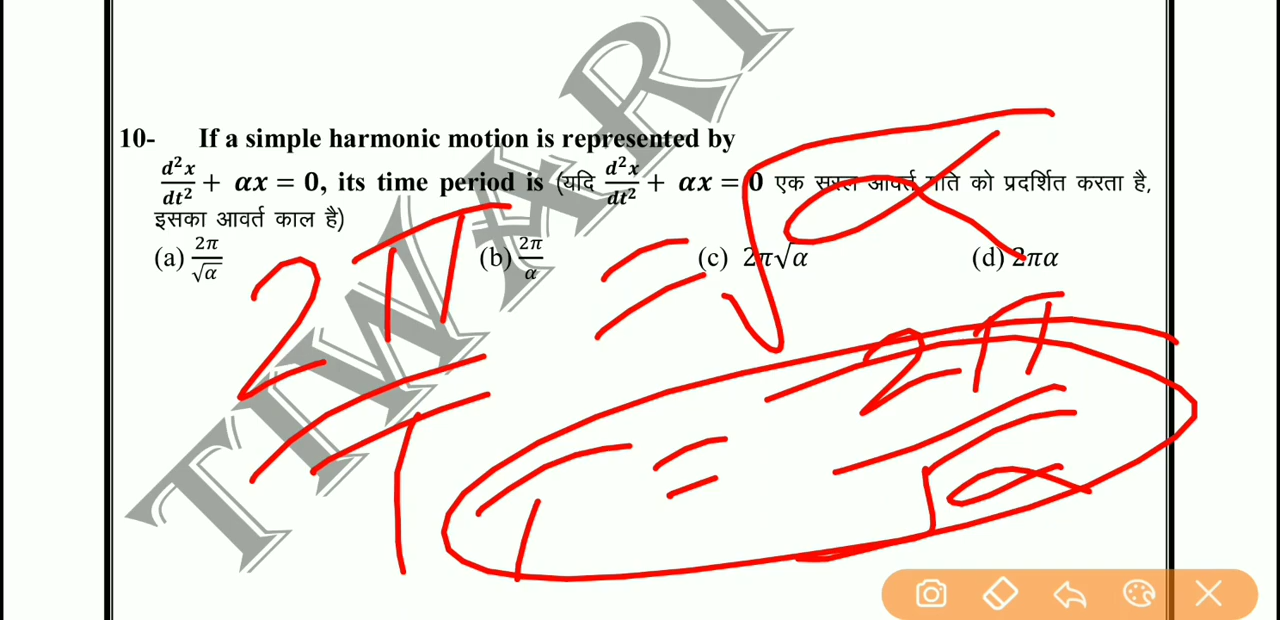 10- If a simple harmonic motion is represented by
d²x/dt² + αx = 0, its time period is (यदि d²x/dt² + αx = 0 एक सरल आवर्त गति को प्रदर्शित करता है,
इसका आवर्त काल है)
(a) 2π/√α (b) 2π/α (c) 2π√α (d) 2πα
2π/T = √α
T = 2π/√α
TIWARI